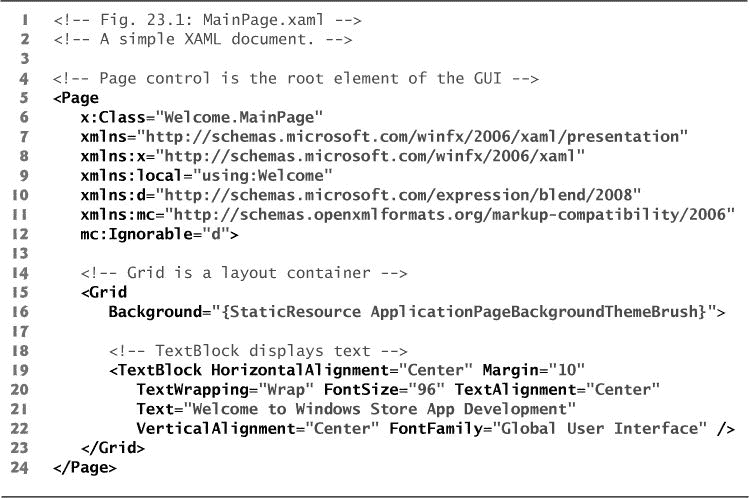 1 <!-- Fig. 23.1: MainPage.xaml -->
2 <!-- A simple XAML document. -->
3
4 <!-- Page control is the root element of the GUI -->
5 <Page
6 x:Class="Welcome.MainPage"
7 xmlns="http://schemas.microsoft.com/winfx/2006/xaml/presentation"
8 xmlns:x="http://schemas.microsoft.com/winfx/2006/xaml"
9 xmlns:local="using:Welcome"
10 xmlns:d="http://schemas.microsoft.com/expression/blend/2008"
11 xmlns:mc="http://schemas.openxmlformats.org/markup-compatibility/2006"
12 mc:Ignorable="d">
13
14 <!-- Grid is a layout container -->
15 <Grid
16 Background="{StaticResource ApplicationPageBackgroundThemeBrush}">
17
18 <!-- TextBlock displays text -->
19 <TextBlock HorizontalAlignment="Center" Margin="10"
20 TextWrapping="Wrap" FontSize="96" TextAlignment="Center"
21 Text="Welcome to Windows Store App Development"
22 VerticalAlignment="Center" FontFamily="Global User Interface" />
23 </Grid>
24 </Page>